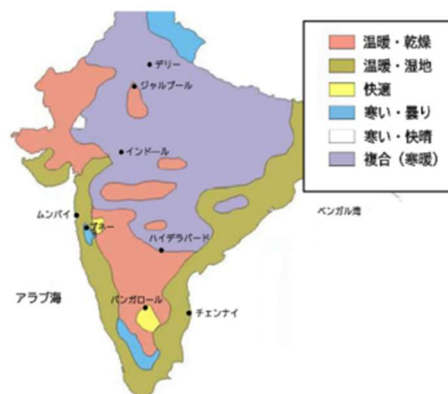 デリー
ジャルプール
インドール
ムンバイ
プネー
ハイデラバード
アラブ海
バンガロール
チェンナイ
ベンガル湾
温暖・乾燥
温暖・湿地
快適
寒い・曇り
寒い・快晴
複合（寒暖）